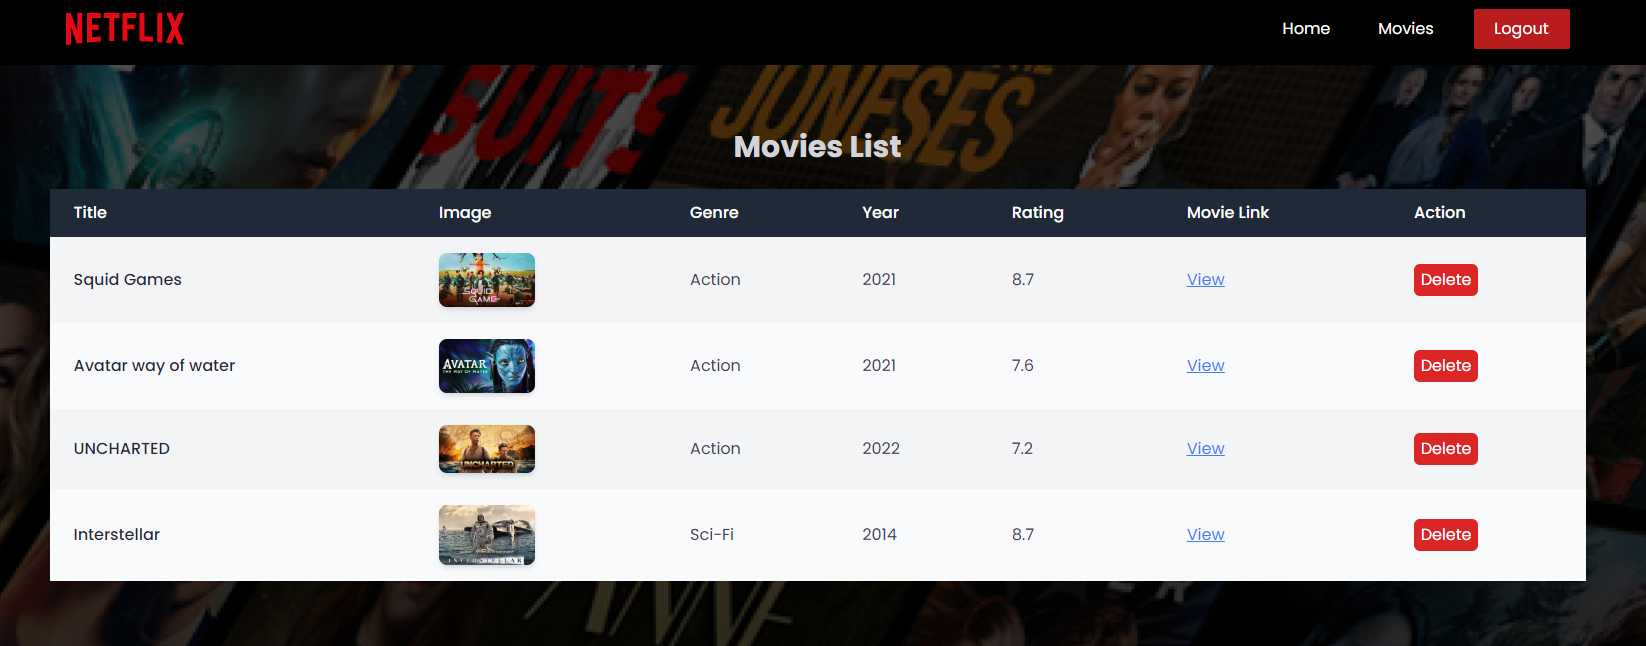 NETFLIX
Home Movies Logout
SUITS
JONESES
Movies List
Title Image Genre Year Rating Movie Link Action
Squid Games SQUID GAME Action 2021 8.7 View Delete
Avatar way of water AVATAR THE WAY OF WATER Action 2021 7.6 View Delete
UNCHARTED UNCHARTED Action 2022 7.2 View Delete
Interstellar INTERSTELLAR Sci-Fi 2014 8.7 View Delete